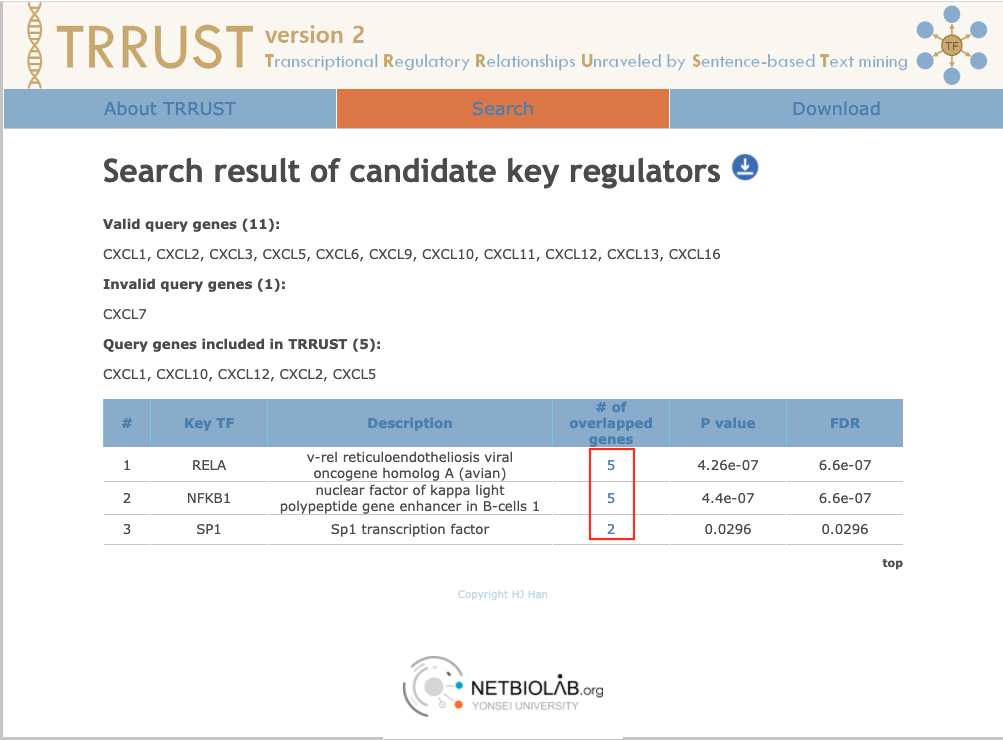 TRRUST version 2
Transcriptional Regulatory Relationships Unraveled by Sentence-based Text mining
TF
About TRRUST Search Download
Search result of candidate key regulators
Valid query genes (11):
CXCL1, CXCL2, CXCL3, CXCL5, CXCL6, CXCL9, CXCL10, CXCL11, CXCL12, CXCL13, CXCL16
Invalid query genes (1):
CXCL7
Query genes included in TRRUST (5):
CXCL1, CXCL10, CXCL12, CXCL2, CXCL5
# Key TF Description # of overlapped genes P value FDR
1 RELA v-rel reticuloendotheliosis viral oncogene homolog A (avian) 5 4.26e-07 6.6e-07
2 NFKB1 nuclear factor of kappa light polypeptide gene enhancer in B-cells 1 5 4.4e-07 6.6e-07
3 SP1 Sp1 transcription factor 2 0.0296 0.0296
top
Copyright HJ Han
NETBIOLAB.org
YONSEI UNIVERSITY